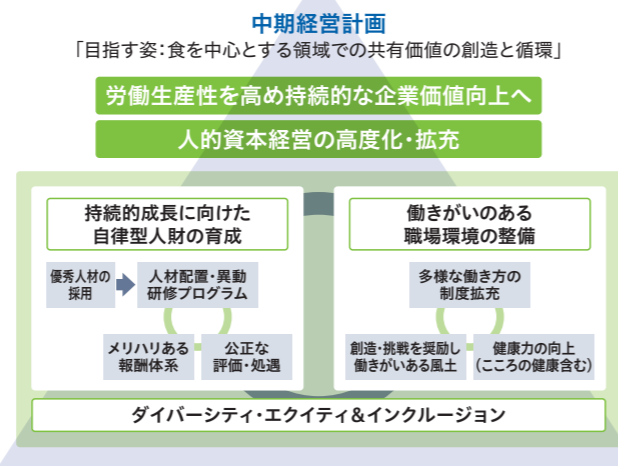 中期経営計画
「目指す姿：食を中心とする領域での共有価値の創造と循環」
労働生産性を高め持続的な企業価値向上へ
人的資本経営の高度化・拡充
持続的成長に向けた
自律型人財の育成
優秀人材の
採用
人材配置・異動
研修プログラム
メリハリある
報酬体系
公正な
評価・処遇
働きがいのある
職場環境の整備
多様な働き方の
制度拡充
創造・挑戦を奨励し
働きがいある風土
健康力の向上
（こころの健康含む）
ダイバーシティ・エクイティ＆インクルージョン